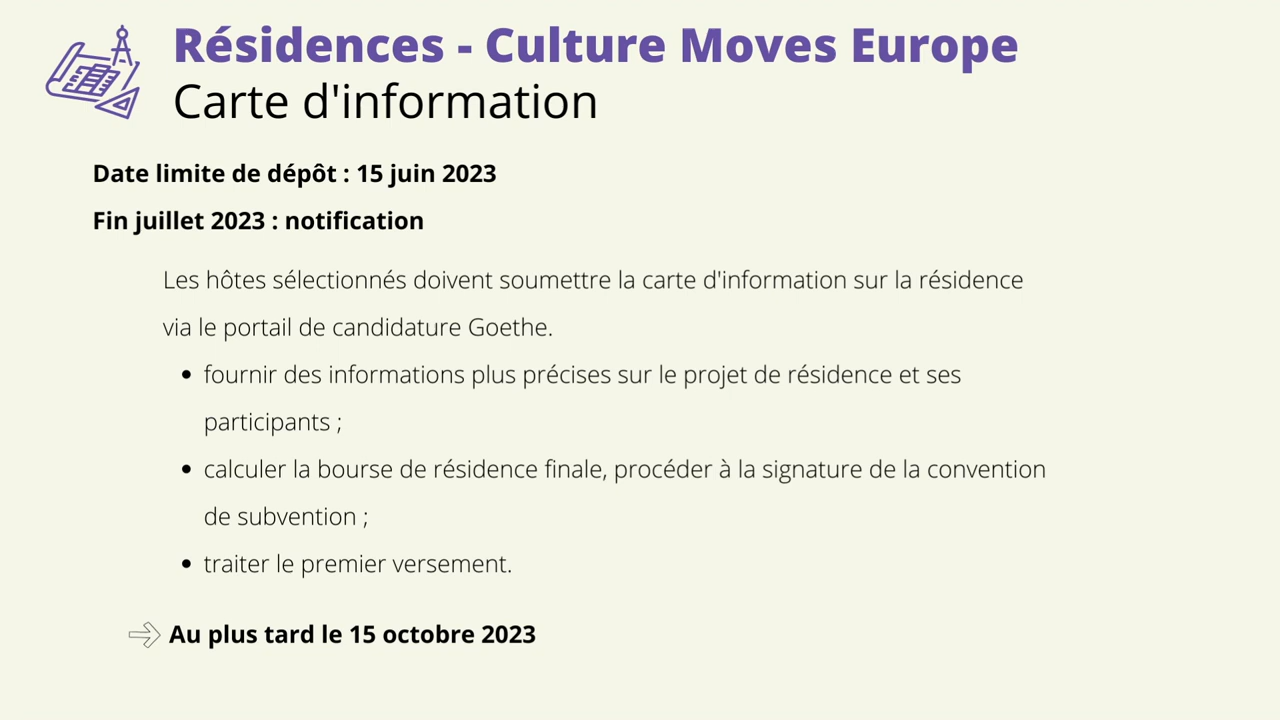 Résidences - Culture Moves Europe
Carte d'information
Date limite de dépôt : 15 juin 2023
Fin juillet 2023 : notification
Les hôtes sélectionnés doivent soumettre la carte d'information sur la résidence
via le portail de candidature Goethe.
• fournir des informations plus précises sur le projet de résidence et ses
participants ;
• calculer la bourse de résidence finale, procéder à la signature de la convention
de subvention ;
• traiter le premier versement.
Au plus tard le 15 octobre 2023